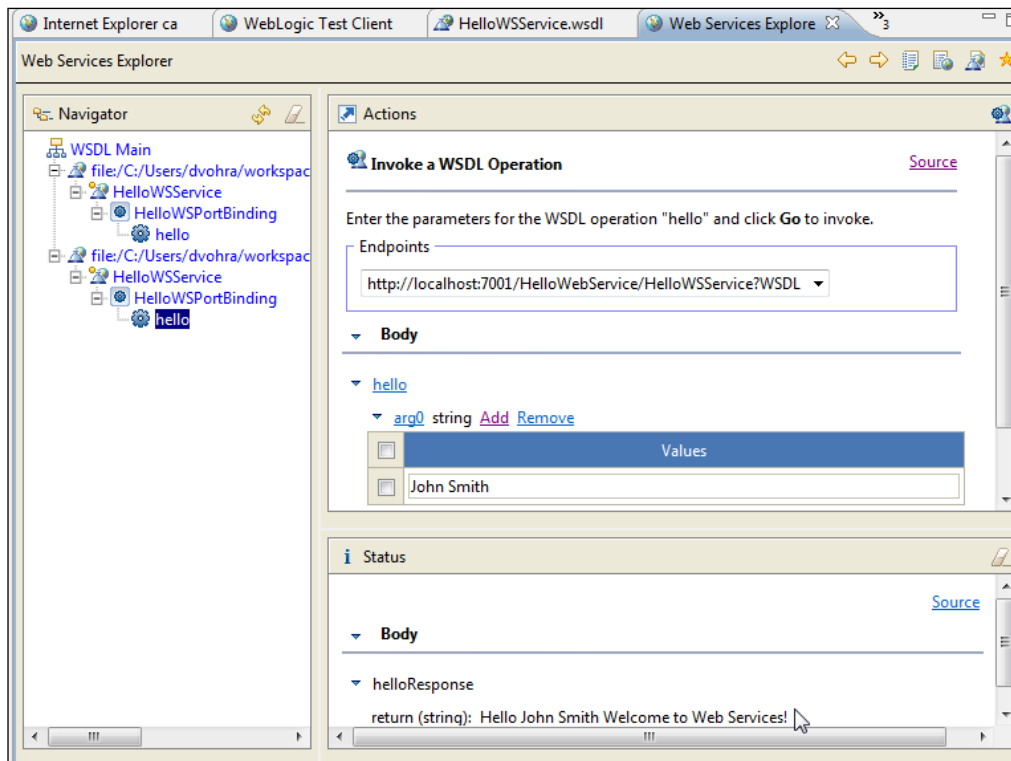 Internet Explorer ca
WebLogic Test Client
HelloWSService.wsdl
Web Services Explore
»3
Web Services Explorer
Navigator
WSDL Main
file:/C:/Users/dvohra/workspac
HelloWSService
HelloWSPortBinding
hello
file:/C:/Users/dvohra/workspac
HelloWSService
HelloWSPortBinding
hello
Actions
Invoke a WSDL Operation
Source
Enter the parameters for the WSDL operation "hello" and click Go to invoke.
Endpoints
http://localhost:7001/HelloWebService/HelloWSService?WSDL
Body
hello
arg0 string Add Remove
Values
John Smith
i Status
Source
Body
helloResponse
return (string): Hello John Smith Welcome to Web Services!